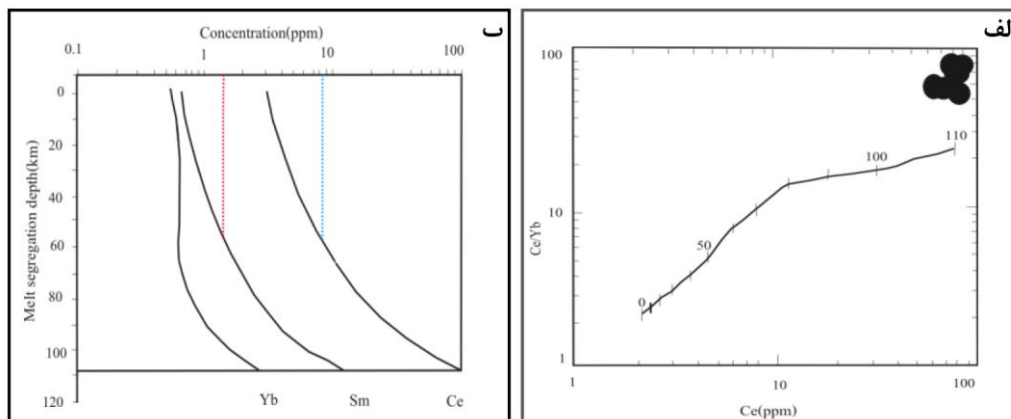 ب
Concentration(ppm)
0.1 1 10 100
Melt segregation depth(km)
0
20
40
60
80
100
120
Yb Sm Ce
الف
Ce/Yb
100
10
1
0
50
100
110
1 10 100
Ce(ppm)